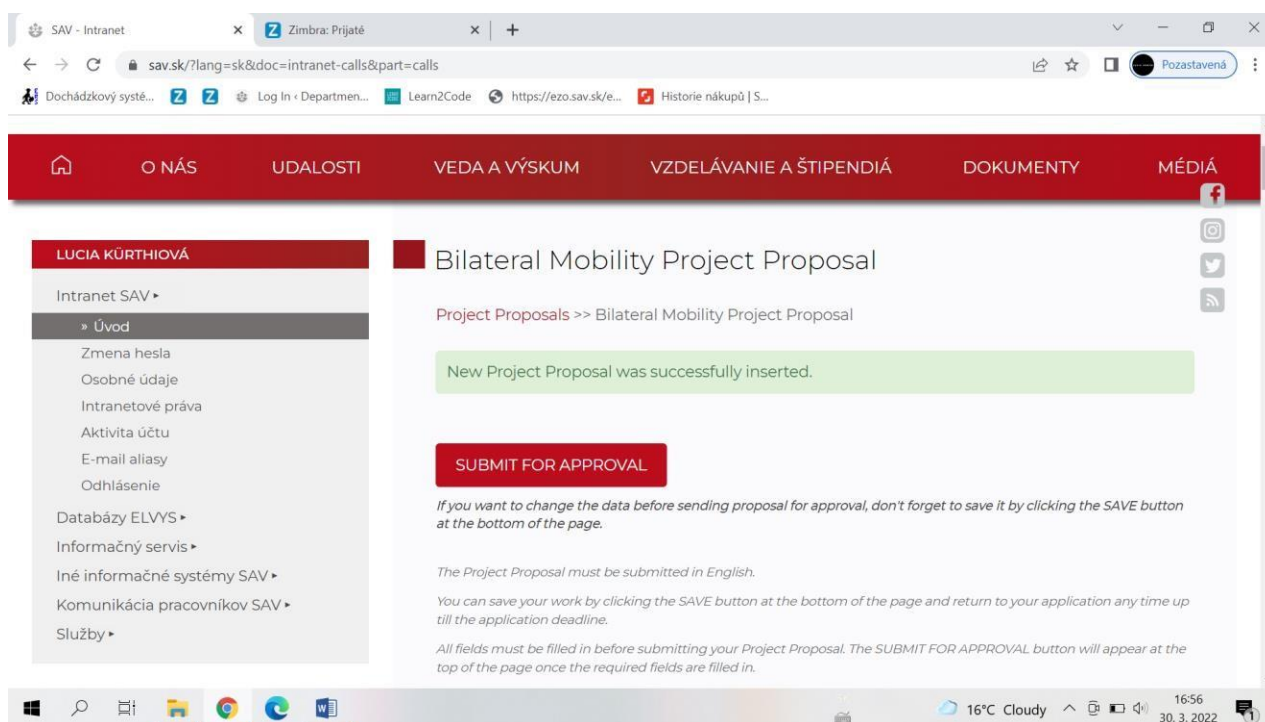 SAV - Intranet
Zimbra: Prijaté
sav.sk/?lang=sk&doc=intranet-calls&part=calls
Pozastavená
Dochádzkový systé...
Z
Z
Log In ‹ Departmen...
Learn2Code
https://ezo.sav.sk/e...
Historie nákupů | S...
O NÁS
UDALOSTI
VEDA A VÝSKUM
VZDELÁVANIE A ŠTIPENDIÁ
DOKUMENTY
MÉDIÁ
LUCIA KÜRTHIOVÁ
Intranet SAV
» Úvod
Zmena hesla
Osobné údaje
Intranetové práva
Aktivita účtu
E-mail aliasy
Odhlásenie
Databázy ELVYS
Informačný servis
Iné informačné systémy SAV
Komunikácia pracovníkov SAV
Služby
Bilateral Mobility Project Proposal
Project Proposals >> Bilateral Mobility Project Proposal
New Project Proposal was successfully inserted.
SUBMIT FOR APPROVAL
If you want to change the data before sending proposal for approval, don't forget to save it by clicking the SAVE button
at the bottom of the page.
The Project Proposal must be submitted in English.
You can save your work by clicking the SAVE button at the bottom of the page and return to your application any time up
till the application deadline.
All fields must be filled in before submitting your Project Proposal. The SUBMIT FOR APPROVAL button will appear at the
top of the page once the required fields are filled in.
16°C Cloudy
16:56
30. 3. 2022
1